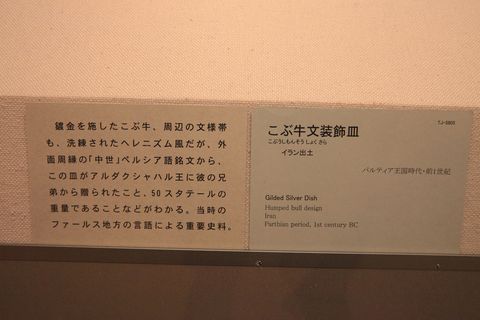 鍍金を施したこぶ牛、周辺の文様帯
も、洗練されたヘレニズム風だが、外
面周縁の「中世」ペルシア語銘文から、
この皿がアルダクシャハル王に彼の兄
弟から贈られたこと、50スタテールの
重量であることなどがわかる。当時の
ファールス地方の言語による重要史料。
TJ-5805
こぶ牛文装飾皿
こぶうしもんそうしょくさら
イラン出土
パルティア王国時代・前1世紀
Gilded Silver Dish
Humped bull design
Iran
Parthian period, 1st century BC